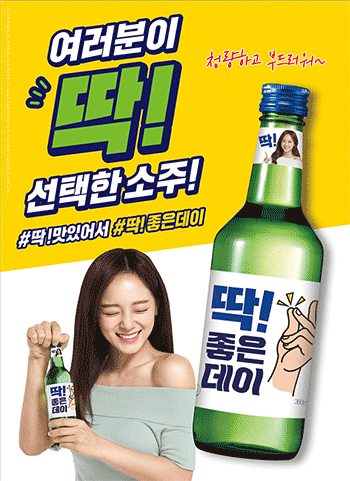 여러분이
딱!
선택한 소주!
#딱!맛있어서 #딱! 좋은데이
청량하고 부드러워~
딱!
딱!
좋은
데이
딱!
좋은
데이